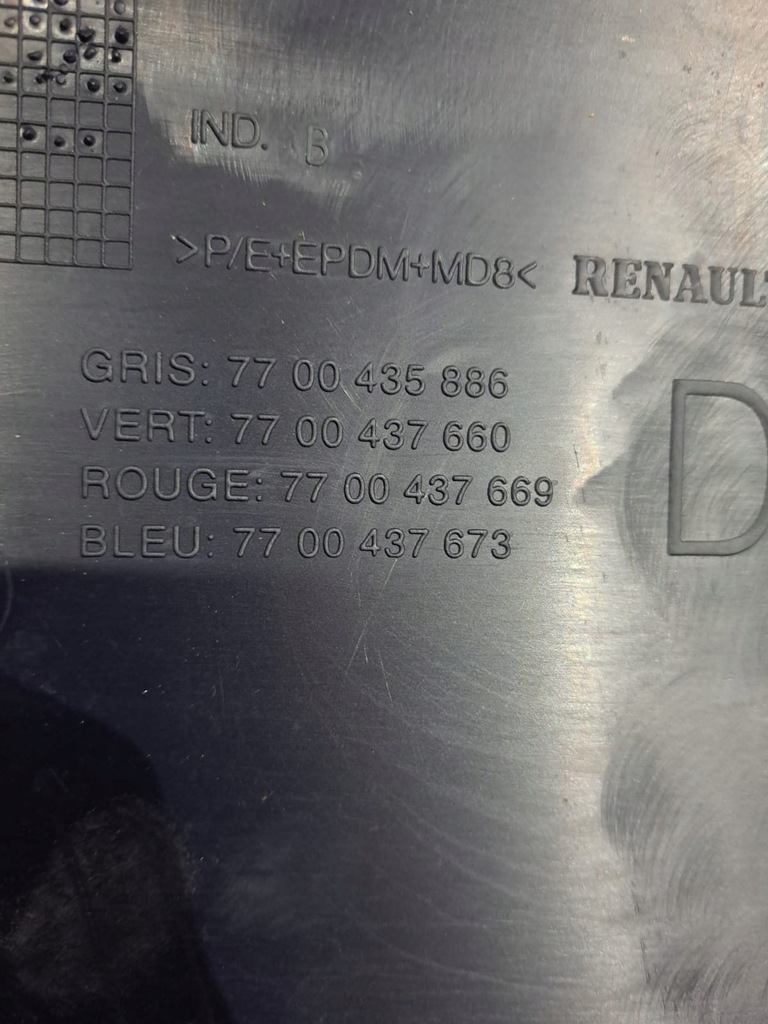 IND. B
>P/E+EPDM+MD8< RENAULT
GRIS: 77 00 435 886
VERT: 77 00 437 660
ROUGE: 77 00 437 669
BLEU: 77 00 437 673
D